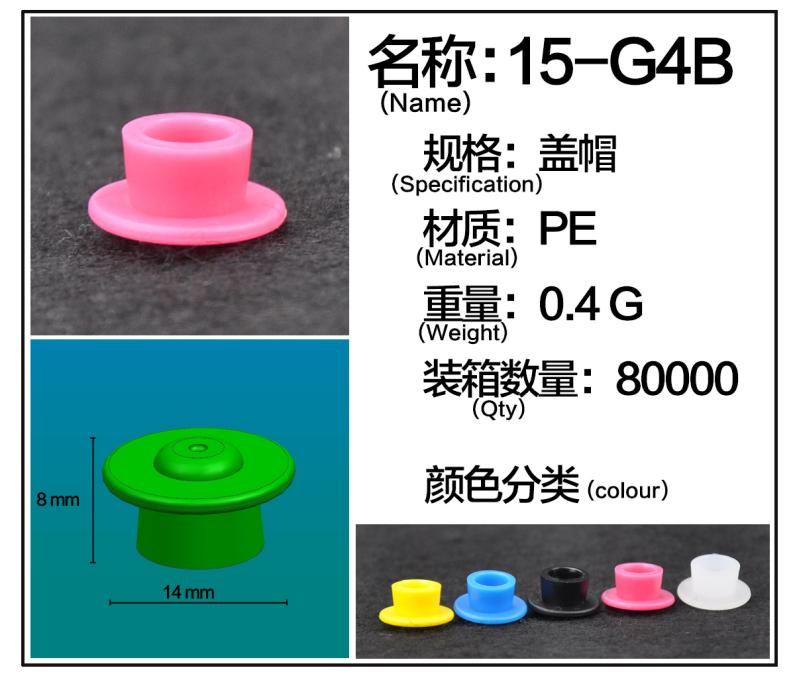 名称：15-G4B
(Name)
规格：盖帽
(Specification)
材质：PE
(Material)
重量：0.4 G
(Weight)
装箱数量：80000
(Qty)
颜色分类 (colour)
8 mm
14 mm